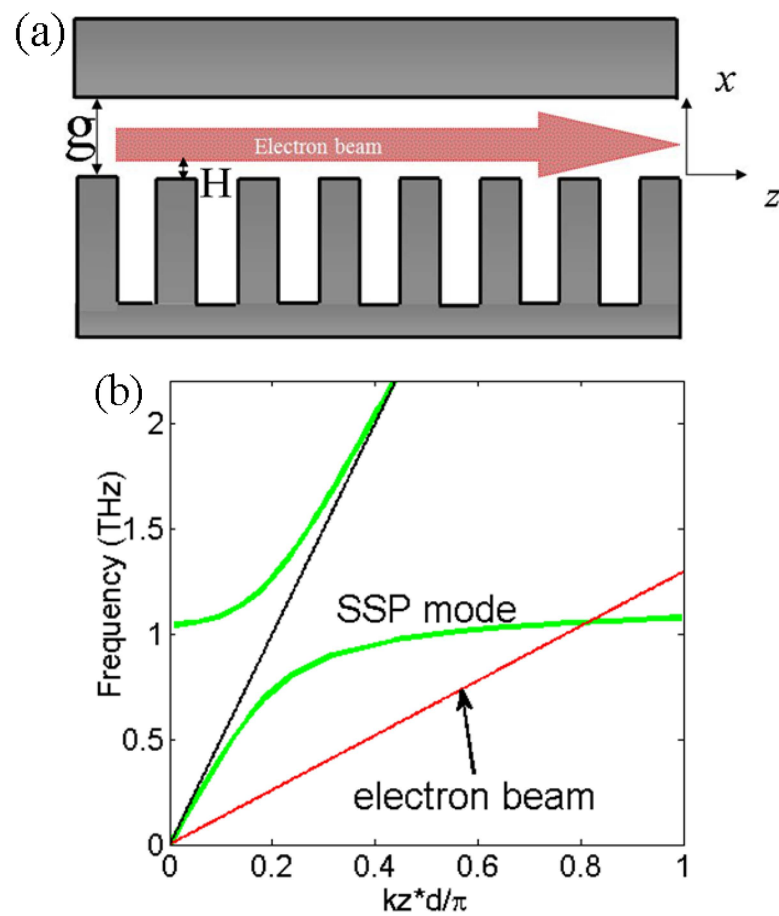 (a)
x
g
Electron beam
H
z
(b)
2
1.5
1
0.5
0
Frequency (THz)
SSP mode
electron beam
0
0.2
0.4
0.6
0.8
1
kz*d/π